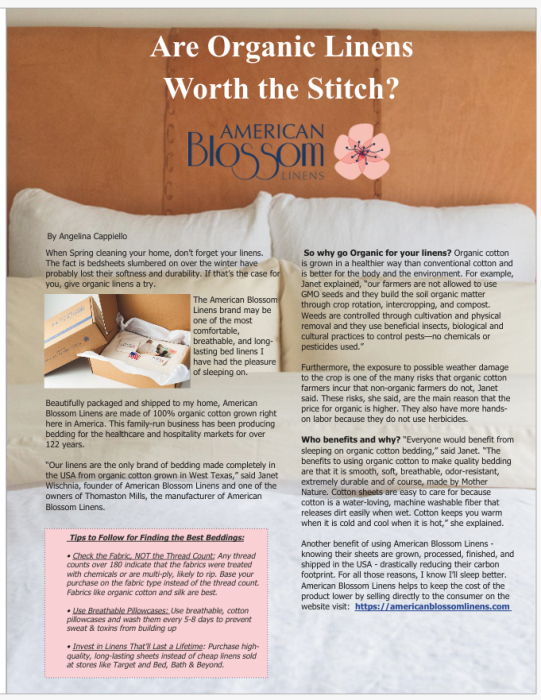 Are Organic Linens
Worth the Stitch?
AMERICAN
Blossom
LINENS
By Angelina Cappiello
When Spring cleaning your home, don't forget your linens.
The fact is bedsheets slumbered on over the winter have
probably lost their softness and durability. If that's the case for
you, give organic linens a try.
The American Blossom
Linens brand may be
one of the most
comfortable,
breathable, and long-
lasting bed linens I
have had the pleasure
of sleeping on.
Beautifully packaged and shipped to my home, American
Blossom Linens are made of 100% organic cotton grown right
here in America. This family-run business has been producing
bedding for the healthcare and hospitality markets for over
122 years.
"Our linens are the only brand of bedding made completely in
the USA from organic cotton grown in West Texas," said Janet
Wischnia, founder of American Blossom Linens and one of the
owners of Thomaston Mills, the manufacturer of American
Blossom Linens.
Tips to Follow for Finding the Best Beddings:
• Check the Fabric, NOT the Thread Count: Any thread
counts over 180 indicate that the fabrics were treated
with chemicals or are multi-ply, likely to rip. Base your
purchase on the fabric type instead of the thread count.
Fabrics like organic cotton and silk are best.
• Use Breathable Pillowcases: Use breathable, cotton
pillowcases and wash them every 5-8 days to prevent
sweat & toxins from building up
• Invest in Linens That'll Last a Lifetime: Purchase high-
quality, long-lasting sheets instead of cheap linens sold
at stores like Target and Bed, Bath & Beyond.
So why go Organic for your linens? Organic cotton
is grown in a healthier way than conventional cotton and
is better for the body and the environment. For example,
Janet explained, "our farmers are not allowed to use
GMO seeds and they build the soil organic matter
through crop rotation, intercropping, and compost.
Weeds are controlled through cultivation and physical
removal and they use beneficial insects, biological and
cultural practices to control pests—no chemicals or
pesticides used."
Furthermore, the exposure to possible weather damage
to the crop is one of the many risks that organic cotton
farmers incur that non-organic farmers do not, Janet
said. These risks, she said, are the main reason that the
price for organic is higher. They also have more hands-
on labor because they do not use herbicides.
Who benefits and why? "Everyone would benefit from
sleeping on organic cotton bedding," said Janet. "The
benefits to using organic cotton to make quality bedding
are that it is smooth, soft, breathable, odor-resistant,
extremely durable and of course, made by Mother
Nature. Cotton sheets are easy to care for because
cotton is a water-loving, machine washable fiber that
releases dirt easily when wet. Cotton keeps you warm
when it is cold and cool when it is hot," she explained.
Another benefit of using American Blossom Linens -
knowing their sheets are grown, processed, finished, and
shipped in the USA - drastically reducing their carbon
footprint. For all those reasons, I know I'll sleep better.
American Blossom Linens helps to keep the cost of the
product lower by selling directly to the consumer on the
website visit: https://americanblossomlinens.com